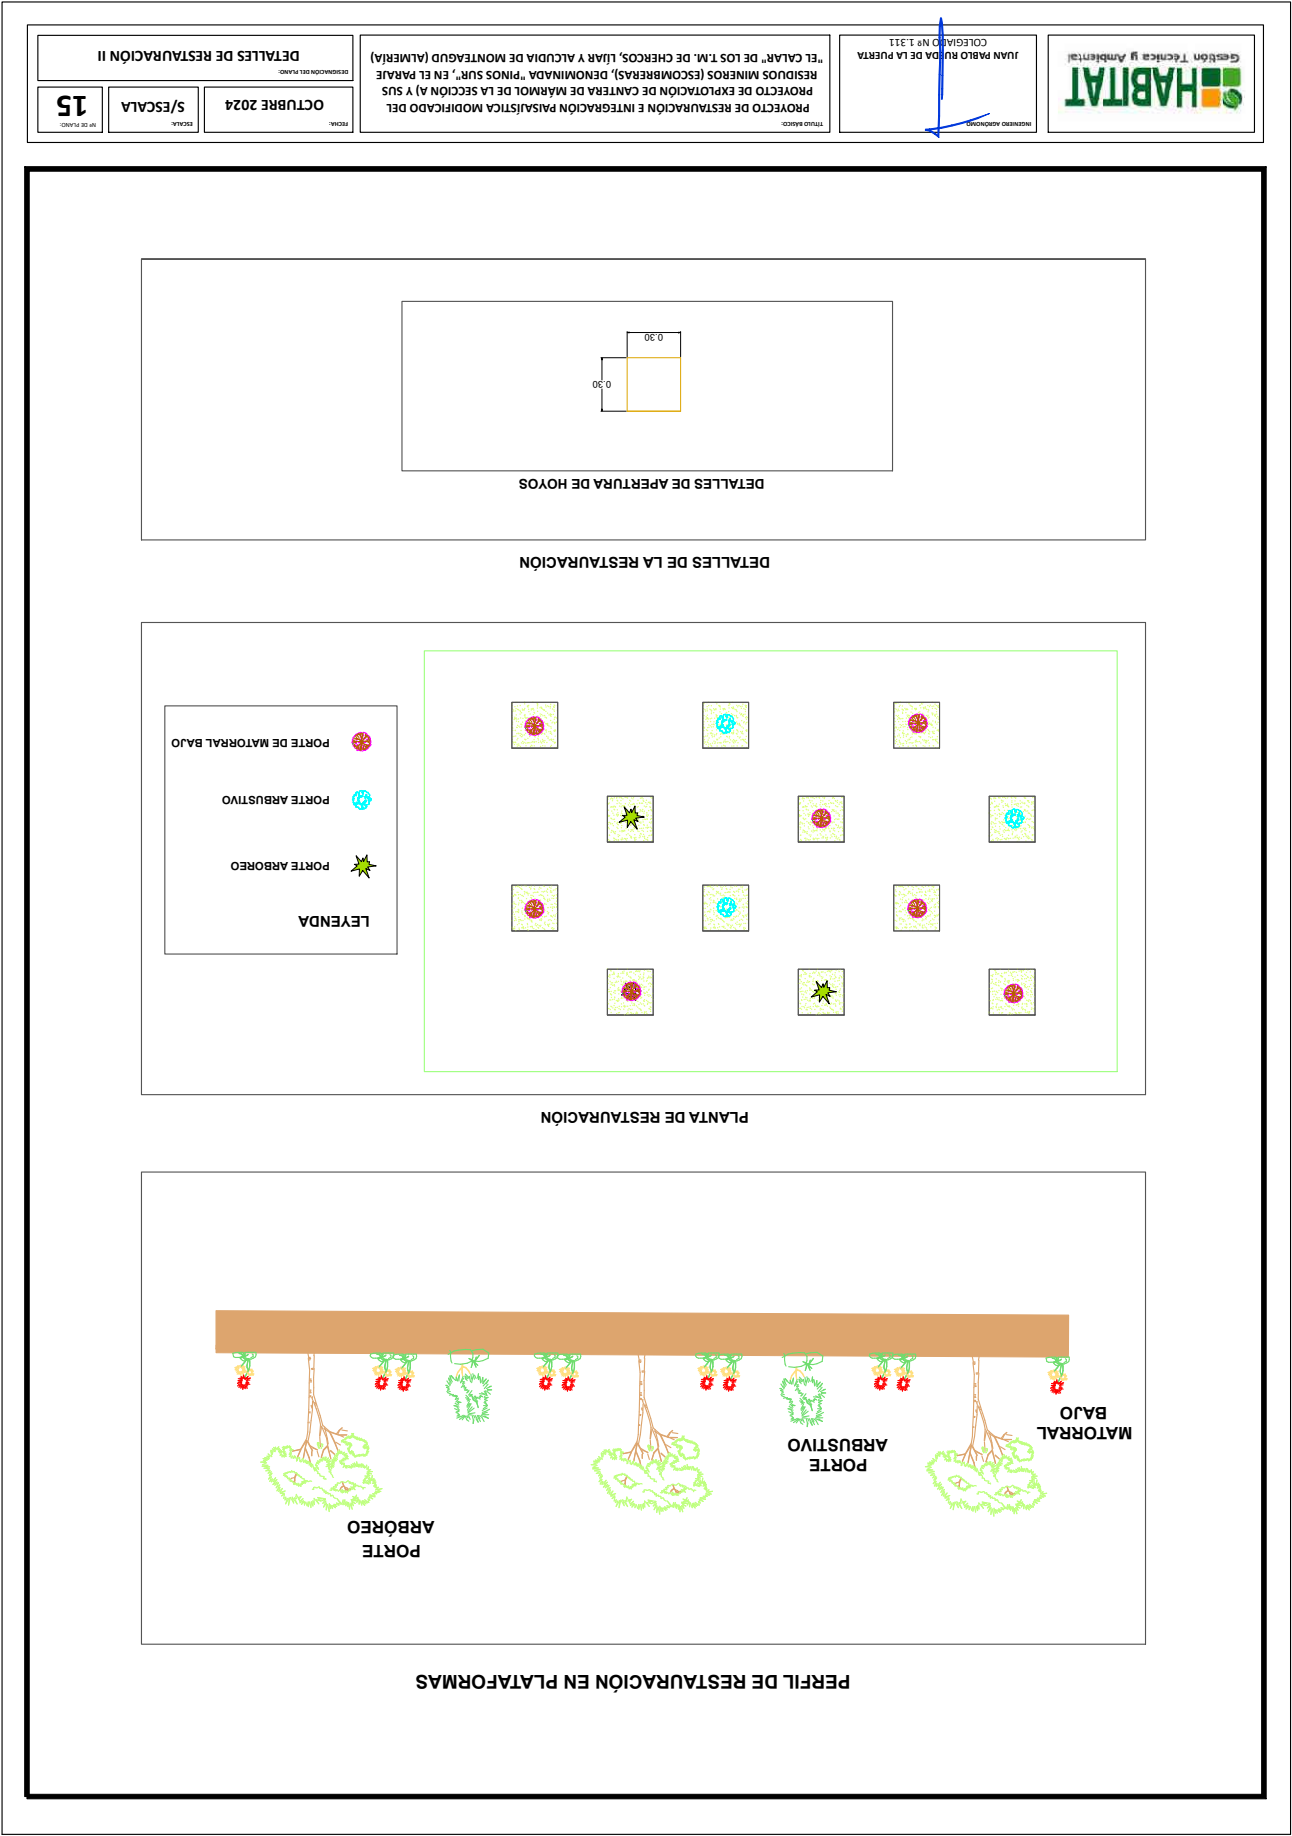 PERFIL DE RESTAURACIÓN EN PLATAFORMAS
PORTE
ARBÓREO
PORTE
ARBUSTIVO
MATORRAL
BAJO
PLANTA DE RESTAURACIÓN
LEYENDA
PORTE ARBOREO
PORTE ARBUSTIVO
PORTE DE MATORRAL BAJO
DETALLES DE LA RESTAURACIÓN
DETALLES DE APERTURA DE HOYOS
0.30
0.30
HABITAT
Gestión Técnica y Ambiental
INGENIERO AGRÓNOMO
JUAN PABLO RUEDA DE LA PUERTA
COLEGIADO Nº 1.311
TÍTULO BÁSICO:
PROYECTO DE RESTAURACIÓN E INTEGRACIÓN PAISAJÍSTICA MODIFICADO DEL
PROYECTO DE EXPLOTACIÓN DE CANTERA DE MÁRMOL DE LA SECCIÓN A) Y SUS
RESIDUOS MINEROS (ESCOMBRERAS), DENOMINADA "PINOS SUR", EN EL PARAJE
"EL CALAR" DE LOS T.M. DE CHERCOS, LÍJAR Y ALCUDIA DE MONTEAGUD (ALMERÍA)
FECHA:
OCTUBRE 2024
ESCALA:
S/ESCALA
Nº DE PLANO:
15
DESIGNACIÓN DEL PLANO:
DETALLES DE RESTAURACIÓN II